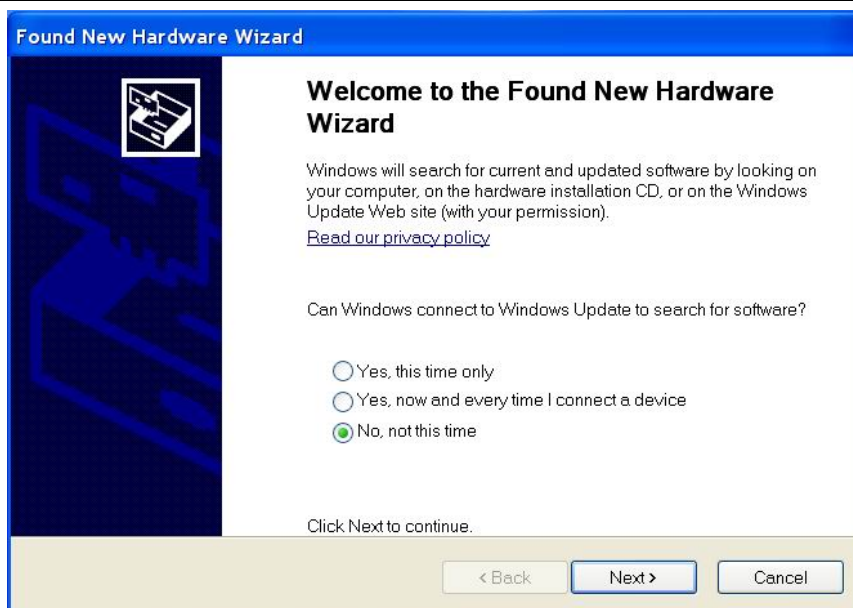 Found New Hardware Wizard
Welcome to the Found New Hardware
Wizard
Windows will search for current and updated software by looking on
your computer, on the hardware installation CD, or on the Windows
Update Web site (with your permission).
Read our privacy policy
Can Windows connect to Windows Update to search for software?
Yes, this time only
Yes, now and every time I connect a device
No, not this time
Click Next to continue.
< Back Next > Cancel